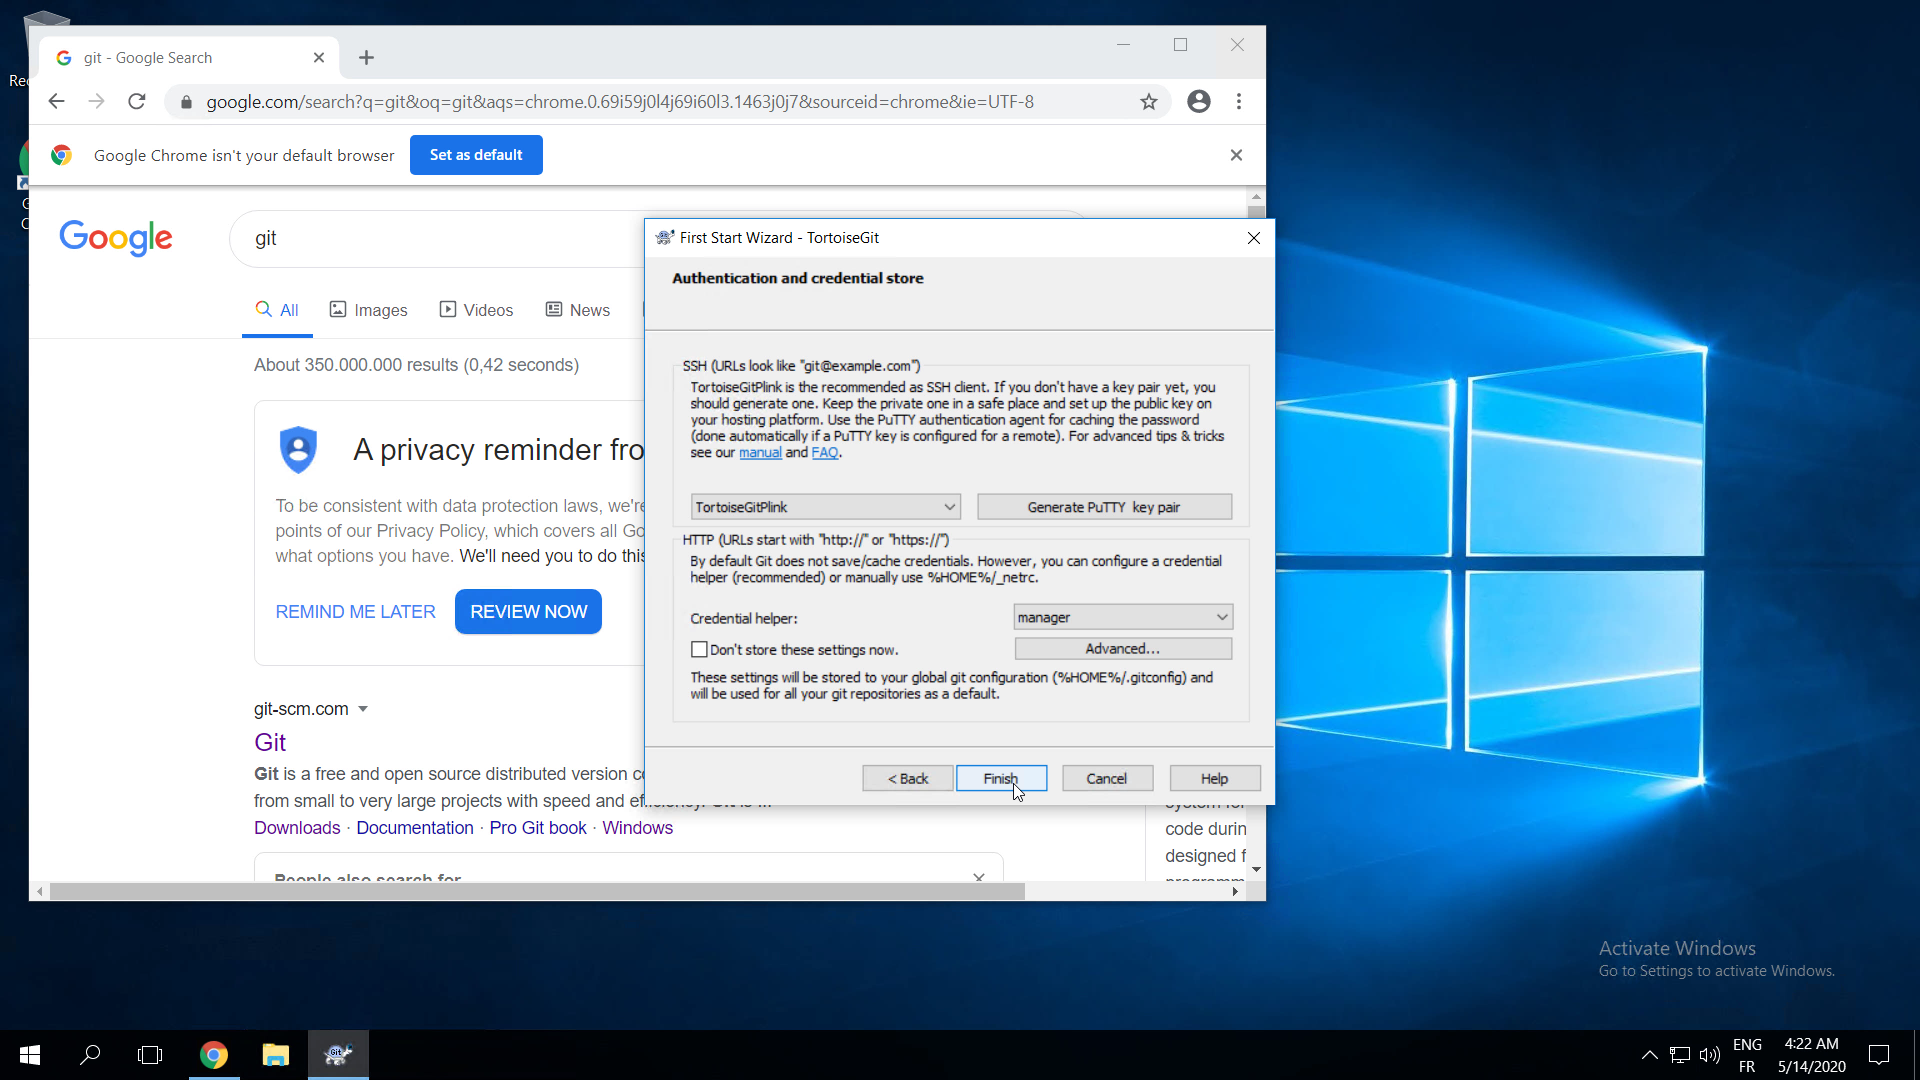 Rec
git - Google Search
google.com/search?q=git&oq=git&aqs=chrome.0.69i59j0l4j69i60l3.1463j0j7&sourceid=chrome&ie=UTF-8
Google Chrome isn't your default browser
Set as default
Google
git
All
Images
Videos
News
About 350.000.000 results (0,42 seconds)
A privacy reminder fro
To be consistent with data protection laws, we're
points of our Privacy Policy, which covers all Go
what options you have. We'll need you to do this
REMIND ME LATER
REVIEW NOW
git-scm.com
Git
Git is a free and open source distributed version c
from small to very large projects with speed and efficiency. Git is ...
Downloads · Documentation · Pro Git book · Windows
People also search for
code durin
designed f
First Start Wizard - TortoiseGit
Authentication and credential store
SSH (URLs look like "git@example.com")
TortoiseGitPlink is the recommended as SSH client. If you don't have a key pair yet, you
should generate one. Keep the private one in a safe place and set up the public key on
your hosting platform. Use the PuTTY authentication agent for caching the password
(done automatically if a PuTTY key is configured for a remote). For advanced tips & tricks
see our manual and FAQ.
TortoiseGitPlink
Generate PuTTY key pair
HTTP (URLs start with "http://" or "https://")
By default Git does not save/cache credentials. However, you can configure a credential
helper (recommended) or manually use %HOME%/_netrc.
Credential helper:
manager
Don't store these settings now.
Advanced...
These settings will be stored to your global git configuration (%HOME%/.gitconfig) and
will be used for all your git repositories as a default.
< Back
Finish
Cancel
Help
Activate Windows
Go to Settings to activate Windows.
Git
ENG
FR
4:22 AM
5/14/2020